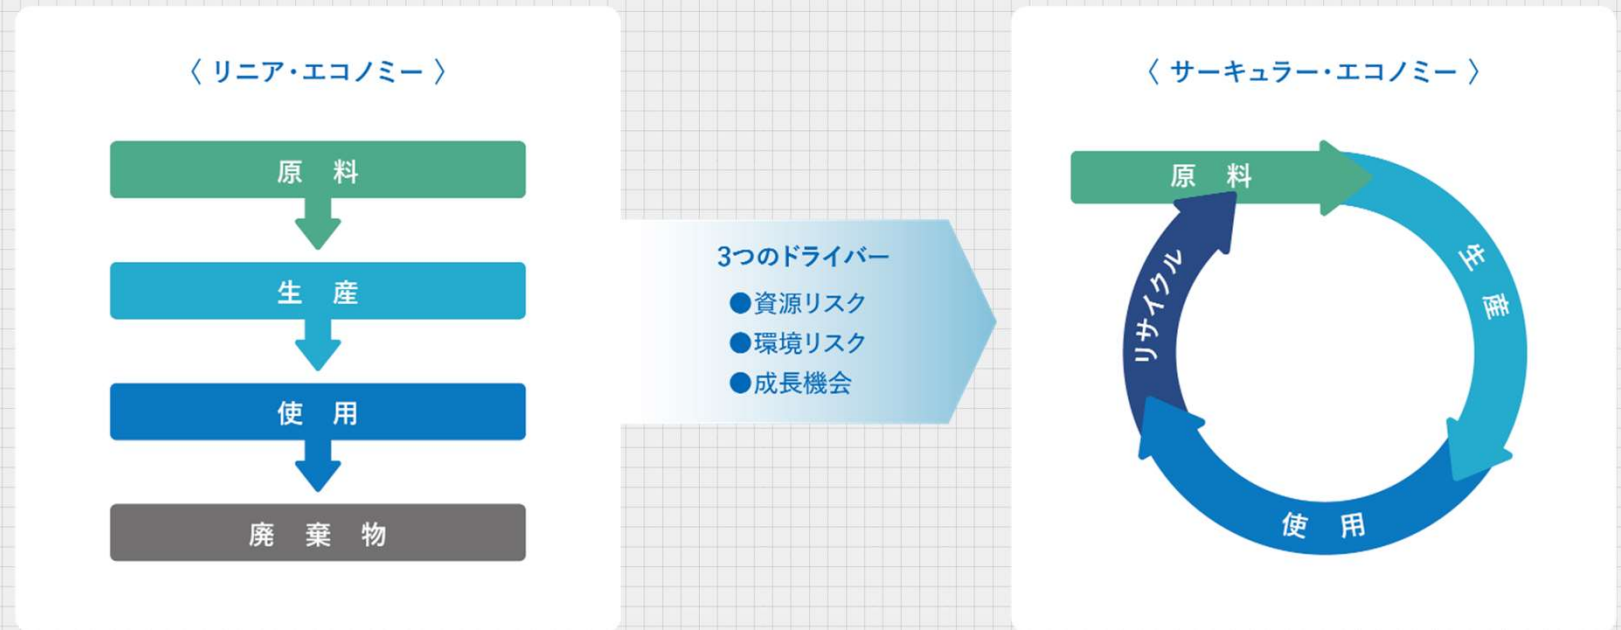 〈 リニア・エコノミー 〉
原 料
生 産
使 用
廃 棄 物
3つのドライバー
●資源リスク
●環境リスク
●成長機会
〈 サーキュラー・エコノミー 〉
原 料
生 産
使 用
リサイクル